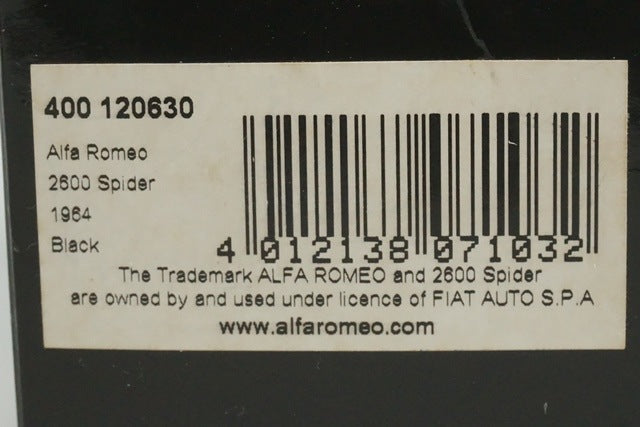 400 120630
Alfa Romeo
2600 Spider
1964
Black
4 012138 071032
The Trademark ALFA ROMEO and 2600 Spider
are owned by and used under licence of FIAT AUTO S.P.A
www.alfaromeo.com